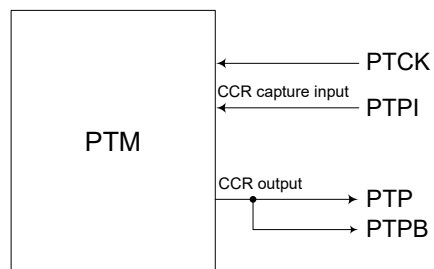 PTCK
CCR capture input
PTPI
PTM
CCR output
PTP
PTPB